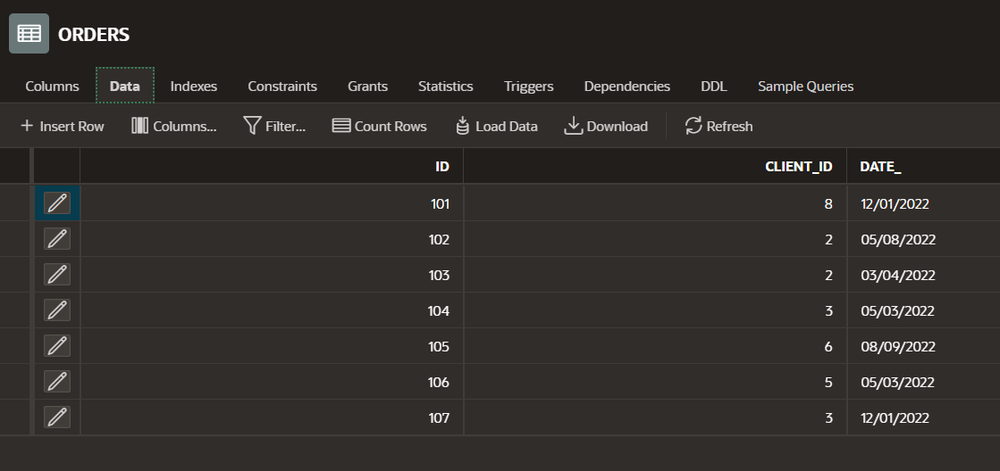 ORDERS
Columns Data Indexes Constraints Grants Statistics Triggers Dependencies DDL Sample Queries
Insert Row Columns... Filter... Count Rows Load Data Download Refresh
ID CLIENT_ID DATE_
101 8 12/01/2022
102 2 05/08/2022
103 2 03/04/2022
104 3 05/03/2022
105 6 08/09/2022
106 5 05/03/2022
107 3 12/01/2022